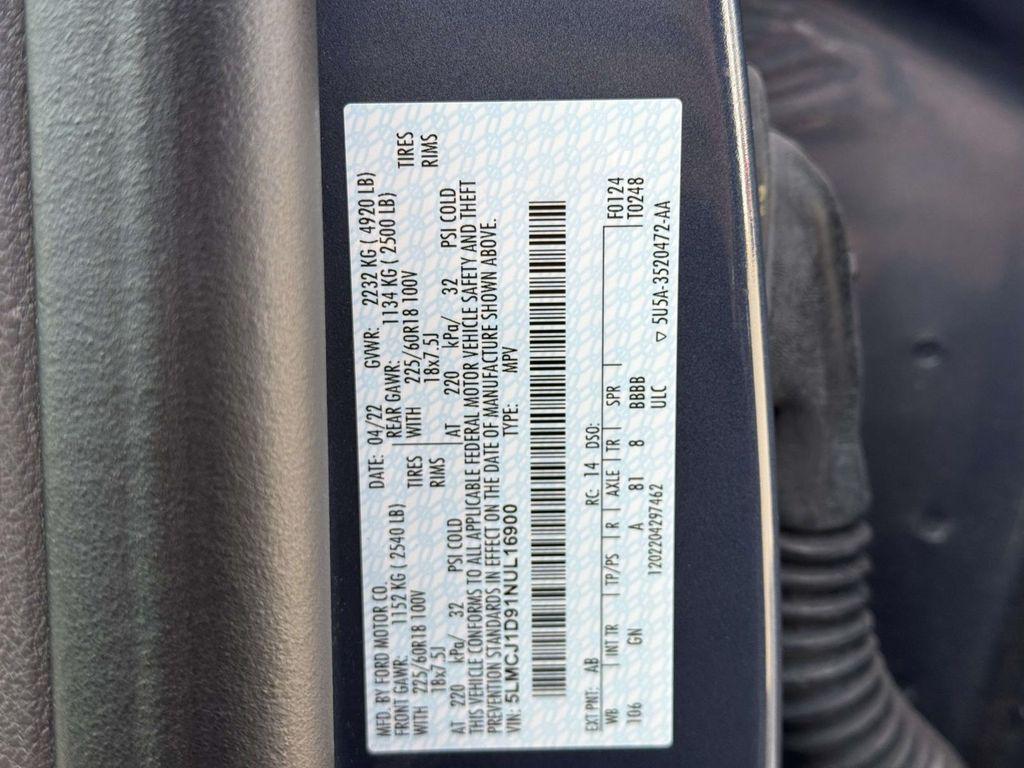 MFD. BY FORD MOTOR CO. DATE: 04/22 GVWR: 2232 KG ( 4920 LB)
FRONT GAWR: 1152 KG ( 2540 LB) REAR GAWR: 1134 KG ( 2500 LB)
WITH 225/60R18 100V TIRES WITH 225/60R18 100V TIRES
18x7.5J RIMS 18x7.5J RIMS
AT 220 kPa/ 32 PSI COLD AT 220 kPa/ 32 PSI COLD
THIS VEHICLE CONFORMS TO ALL APPLICABLE FEDERAL MOTOR VEHICLE SAFETY AND THEFT
PREVENTION STANDARDS IN EFFECT ON THE DATE OF MANUFACTURE SHOWN ABOVE.
VIN: 5LMCJ1D91NUL16900 TYPE: MPV
EXT PNT: AB RC: 14 DSO: F01D24
WB INT TR TP/PS R AXLE TR SPR T0248
106 GN A 81 8 BBBB
ULC
1202204297462 ▽ 5U5A-3520472-AA